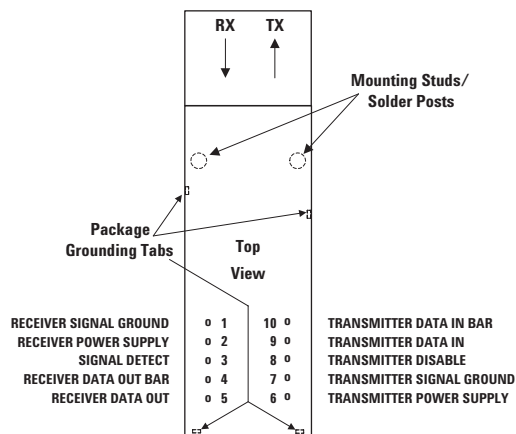 RX TX
Mounting Studs/
Solder Posts
Package
Grounding Tabs
Top
View
RECEIVER SIGNAL GROUND o 1 10 o TRANSMITTER DATA IN BAR
RECEIVER POWER SUPPLY o 2 9 o TRANSMITTER DATA IN
SIGNAL DETECT o 3 8 o TRANSMITTER DISABLE
RECEIVER DATA OUT BAR o 4 7 o TRANSMITTER SIGNAL GROUND
RECEIVER DATA OUT o 5 6 o TRANSMITTER POWER SUPPLY